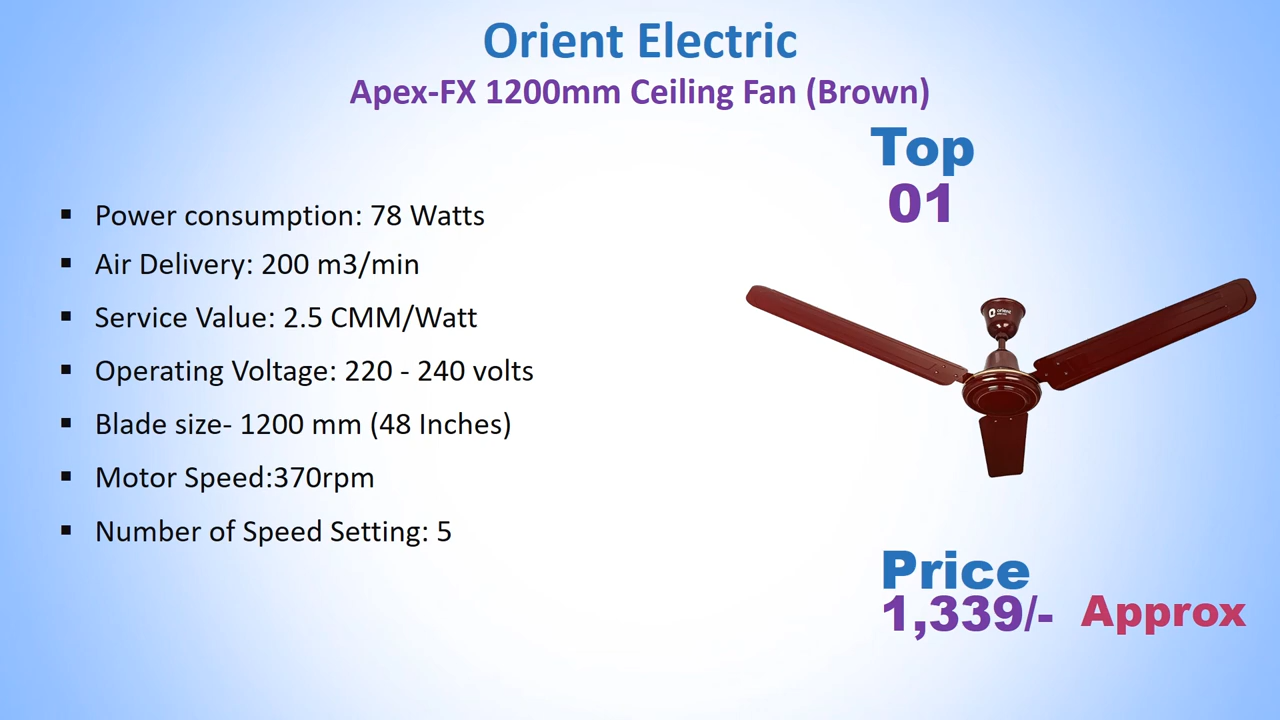 Orient Electric
Apex-FX 1200mm Ceiling Fan (Brown)
Top
01
▪ Power consumption: 78 Watts
▪ Air Delivery: 200 m3/min
▪ Service Value: 2.5 CMM/Watt
▪ Operating Voltage: 220 - 240 volts
▪ Blade size- 1200 mm (48 Inches)
▪ Motor Speed:370rpm
▪ Number of Speed Setting: 5
orient
Price
1,339/- Approx